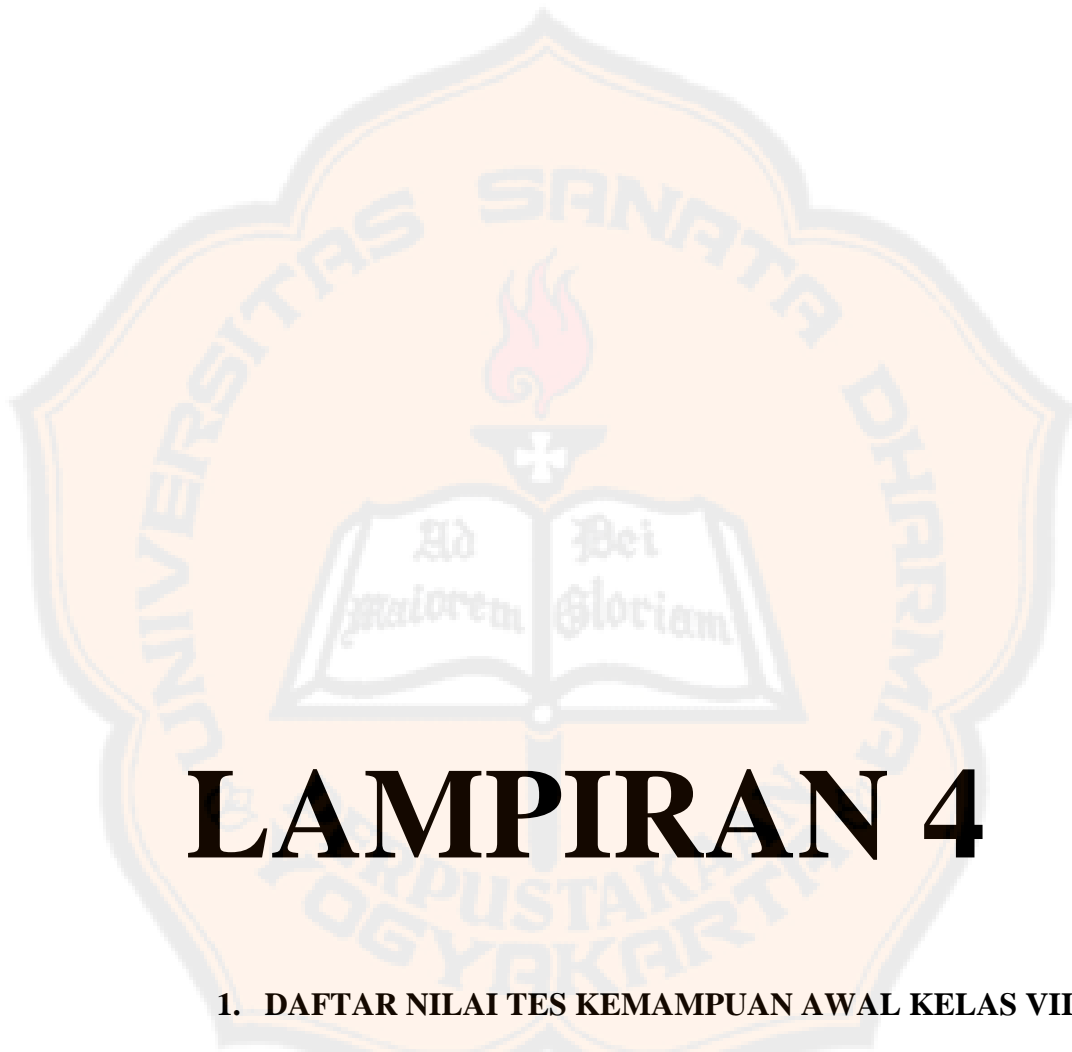 UNIVERSITAS SANATA DHARMA
Ad
Dei
Maiorem
Gloriam
LAMPIRAN 4
PERPUSTAKAAN
YOGYAKARTA
1. DAFTAR NILAI TES KEMAMPUAN AWAL KELAS VII